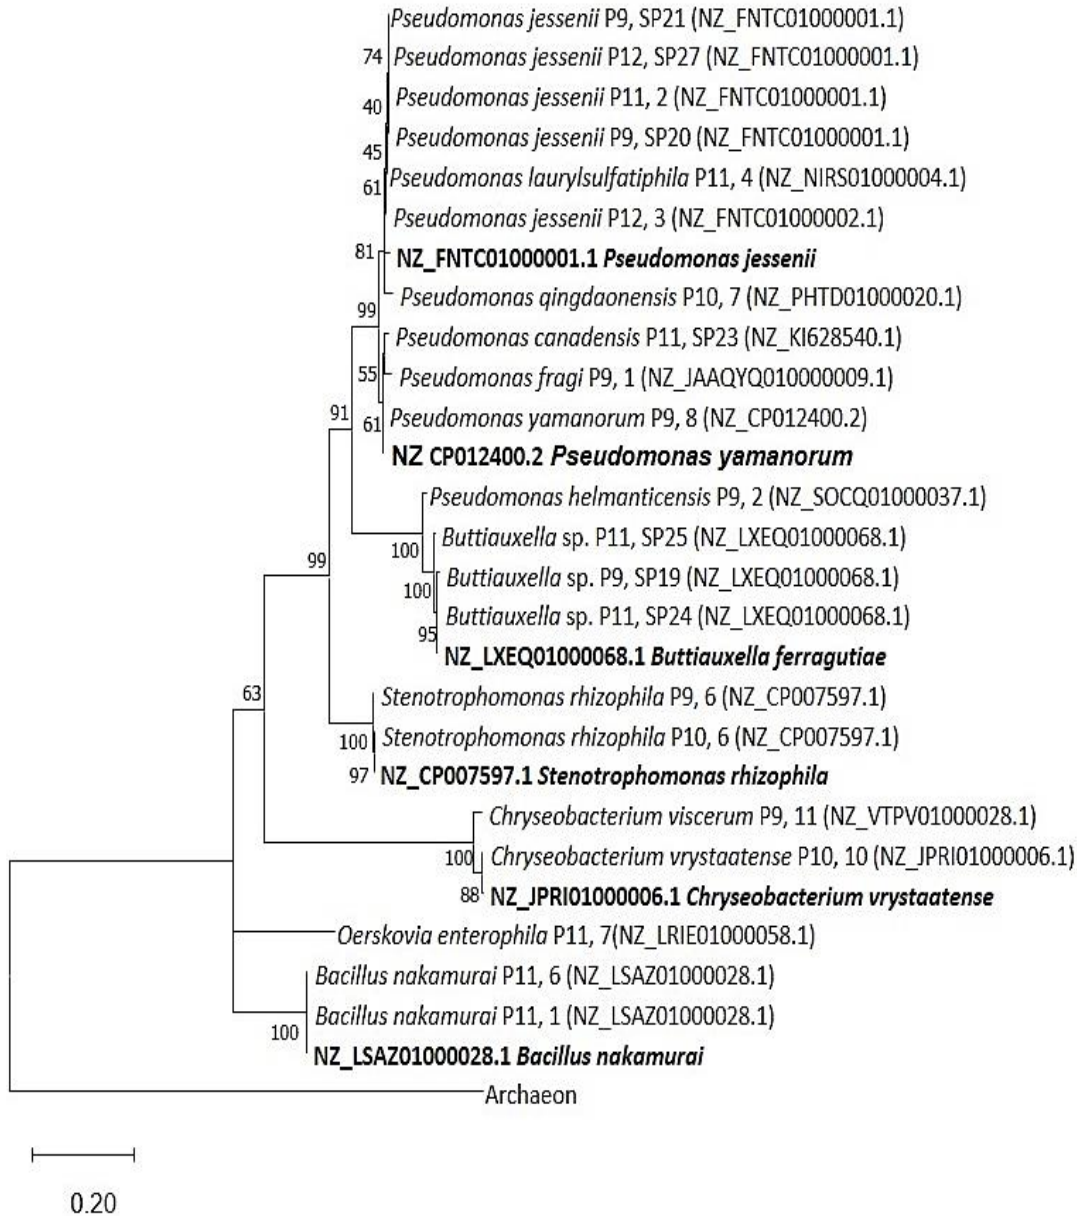 Pseudomonas jessenii P9, SP21 (NZ_FNTC01000001.1)
74
Pseudomonas jessenii P12, SP27 (NZ_FNTC01000001.1)
40
Pseudomonas jessenii P11, 2 (NZ_FNTC01000001.1)
45
Pseudomonas jessenii P9, SP20 (NZ_FNTC01000001.1)
61
Pseudomonas laurylsulfatiphila P11, 4 (NZ_NIRS01000004.1)
Pseudomonas jessenii P12, 3 (NZ_FNTC01000002.1)
81
NZ_FNTC01000001.1 Pseudomonas jessenii
Pseudomonas qingdaonensis P10, 7 (NZ_PHTD01000020.1)
99
Pseudomonas canadensis P11, SP23 (NZ_KI628540.1)
55
Pseudomonas fragi P9, 1 (NZ_JAAQYQ010000009.1)
91
61
Pseudomonas yamanorum P9, 8 (NZ_CP012400.2)
NZ CP012400.2 Pseudomonas yamanorum
Pseudomonas helmanticensis P9, 2 (NZ_SOCQ01000037.1)
100
Buttiauxella sp. P11, SP25 (NZ_LXEQ01000068.1)
99
100
Buttiauxella sp. P9, SP19 (NZ_LXEQ01000068.1)
95
Buttiauxella sp. P11, SP24 (NZ_LXEQ01000068.1)
NZ_LXEQ01000068.1 Buttiauxella ferragutiae
63
Stenotrophomonas rhizophila P9, 6 (NZ_CP007597.1)
100
Stenotrophomonas rhizophila P10, 6 (NZ_CP007597.1)
97
NZ_CP007597.1 Stenotrophomonas rhizophila
Chryseobacterium viscerum P9, 11 (NZ_VTPV01000028.1)
100
Chryseobacterium vrystaatense P10, 10 (NZ_JPRI01000006.1)
88
NZ_JPRI01000006.1 Chryseobacterium vrystaatense
Oerskovia enterophila P11, 7(NZ_LRIE01000058.1)
Bacillus nakamurai P11, 6 (NZ_LSAZ01000028.1)
100
Bacillus nakamurai P11, 1 (NZ_LSAZ01000028.1)
NZ_LSAZ01000028.1 Bacillus nakamurai
Archaeon
0.20